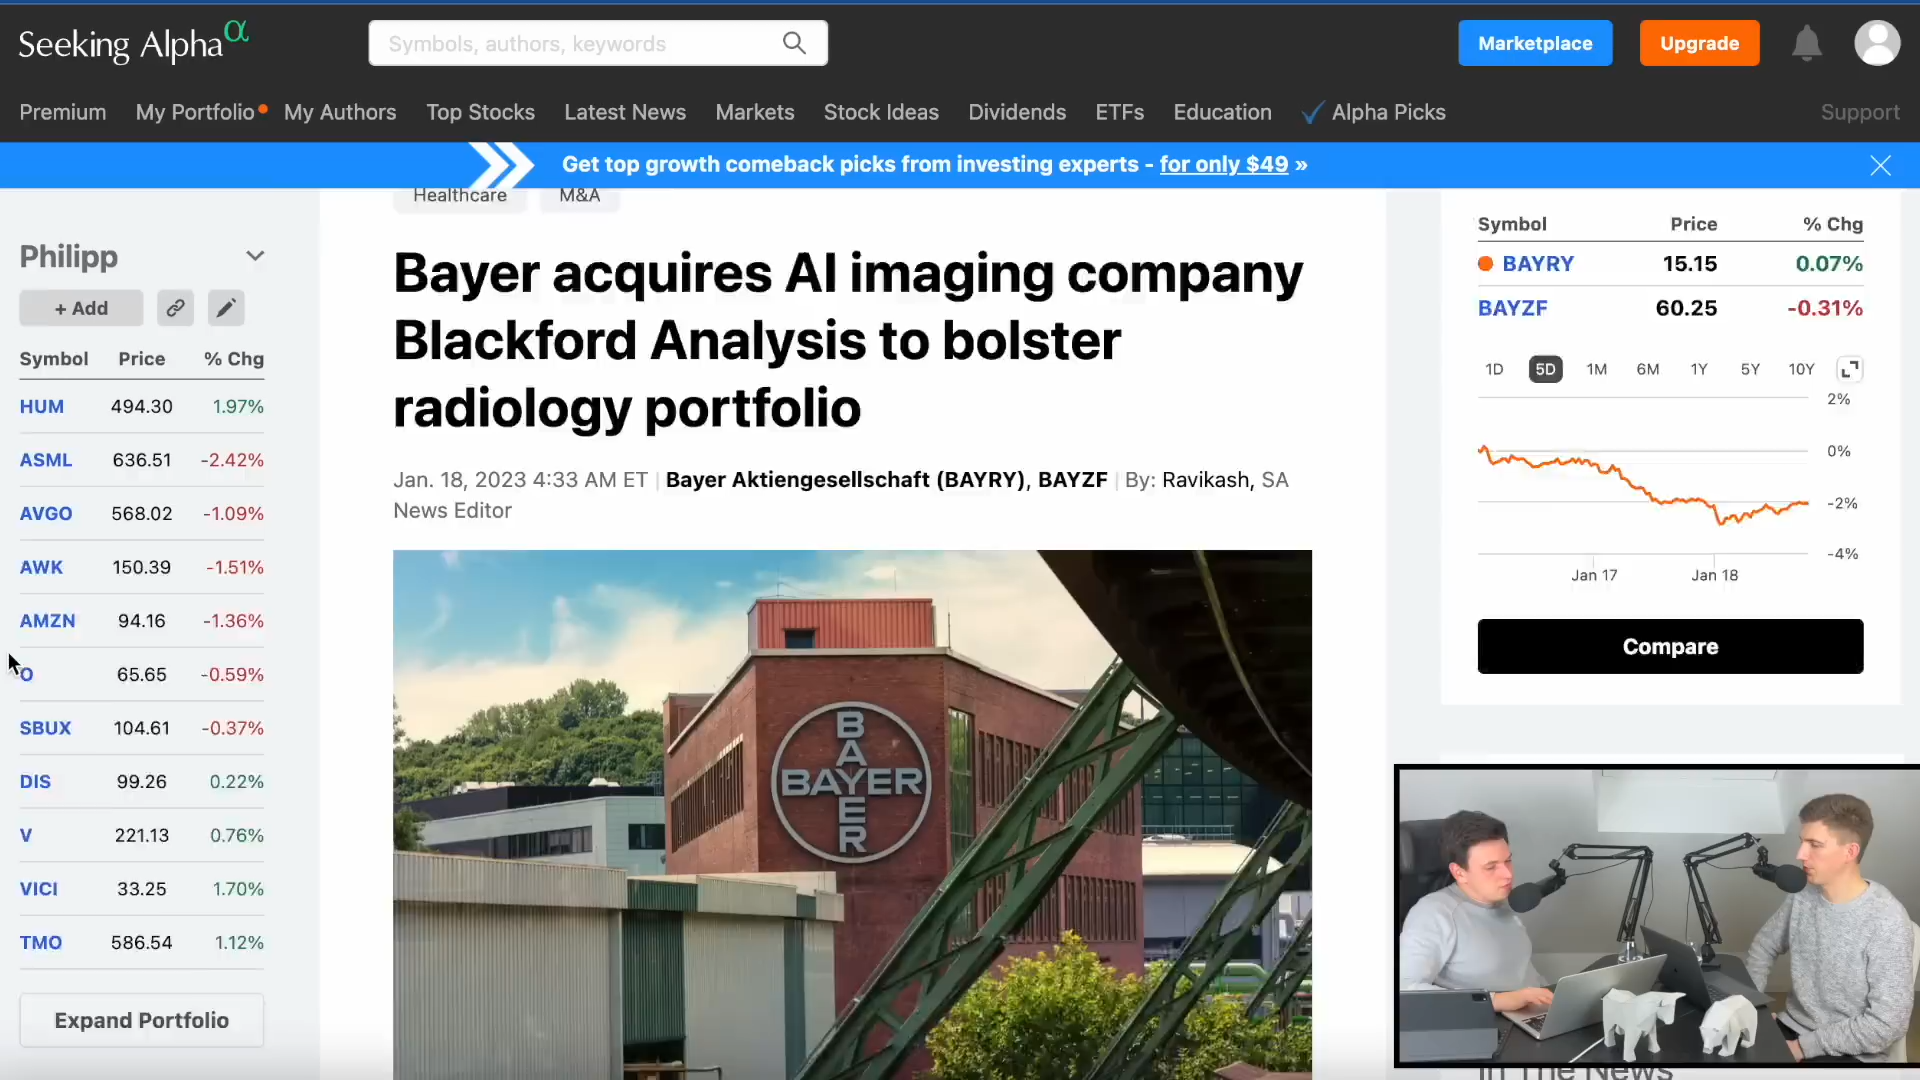 Seeking Alpha α
Symbols, authors, keywords
Marketplace
Upgrade
Premium My Portfolio My Authors Top Stocks Latest News Markets Stock Ideas Dividends ETFs Education Alpha Picks Support
Get top growth comeback picks from investing experts - for only $49 »
Healthcare M&A
Philipp
+ Add
Symbol Price % Chg
HUM 494.30 1.97%
ASML 636.51 -2.42%
AVGO 568.02 -1.09%
AWK 150.39 -1.51%
AMZN 94.16 -1.36%
O 65.65 -0.59%
SBUX 104.61 -0.37%
DIS 99.26 0.22%
V 221.13 0.76%
VICI 33.25 1.70%
TMO 586.54 1.12%
Expand Portfolio
Bayer acquires AI imaging company
Blackford Analysis to bolster
radiology portfolio
Jan. 18, 2023 4:33 AM ET | Bayer Aktiengesellschaft (BAYRY), BAYZF | By: Ravikash, SA
News Editor
BAYER
BAYER
Symbol Price % Chg
BAYRY 15.15 0.07%
BAYZF 60.25 -0.31%
1D 5D 1M 6M 1Y 5Y 10Y
2%
0%
-2%
-4%
Jan 17 Jan 18
Compare
In The News